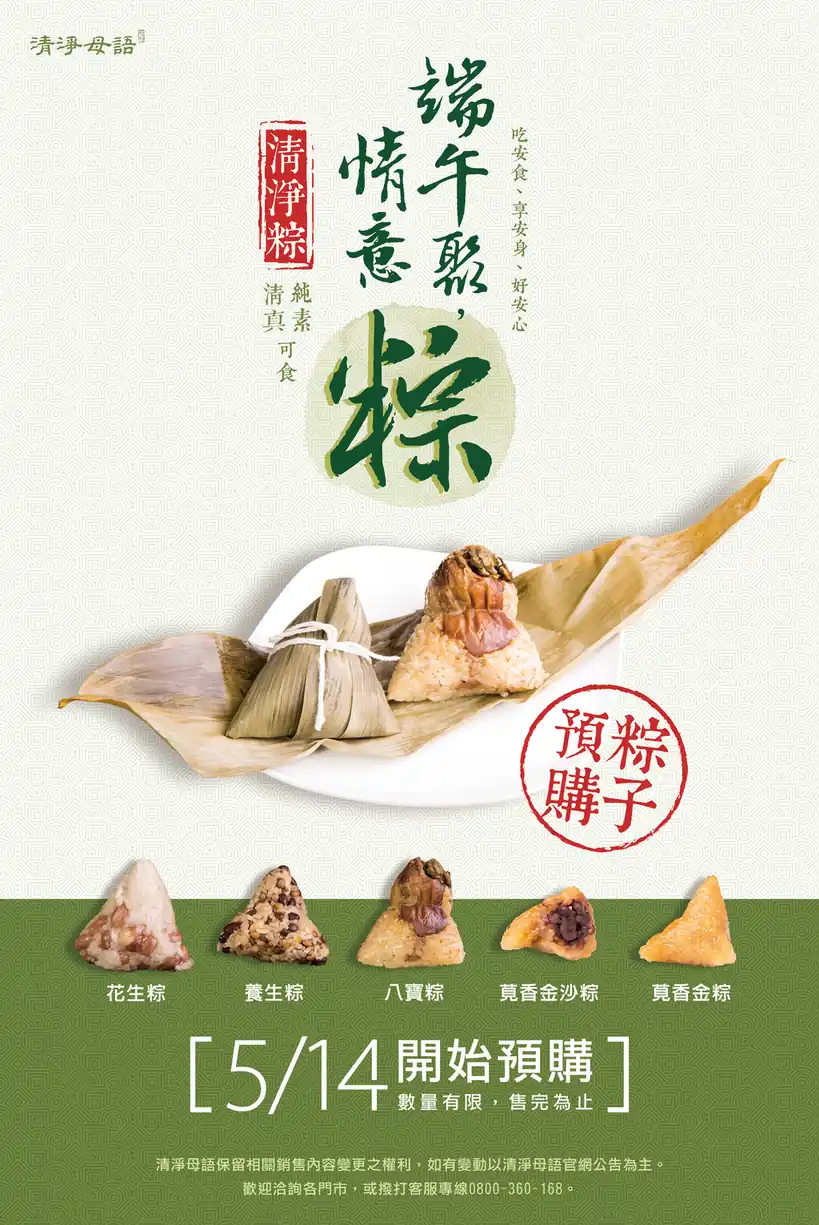 清淨母語
吃安食、享安身、好安心
端午聚，
情意
粽
清淨粽
純素
清真可食
粽子
預購
花生粽
養生粽
八寶粽
莧香金沙粽
莧香金粽
5/14 開始預購
數量有限，售完為止
清淨母語保留相關銷售內容變更之權利，如有變動以清淨母語官網公告為主。
歡迎洽詢各門市，或撥打客服專線0800-360-168。